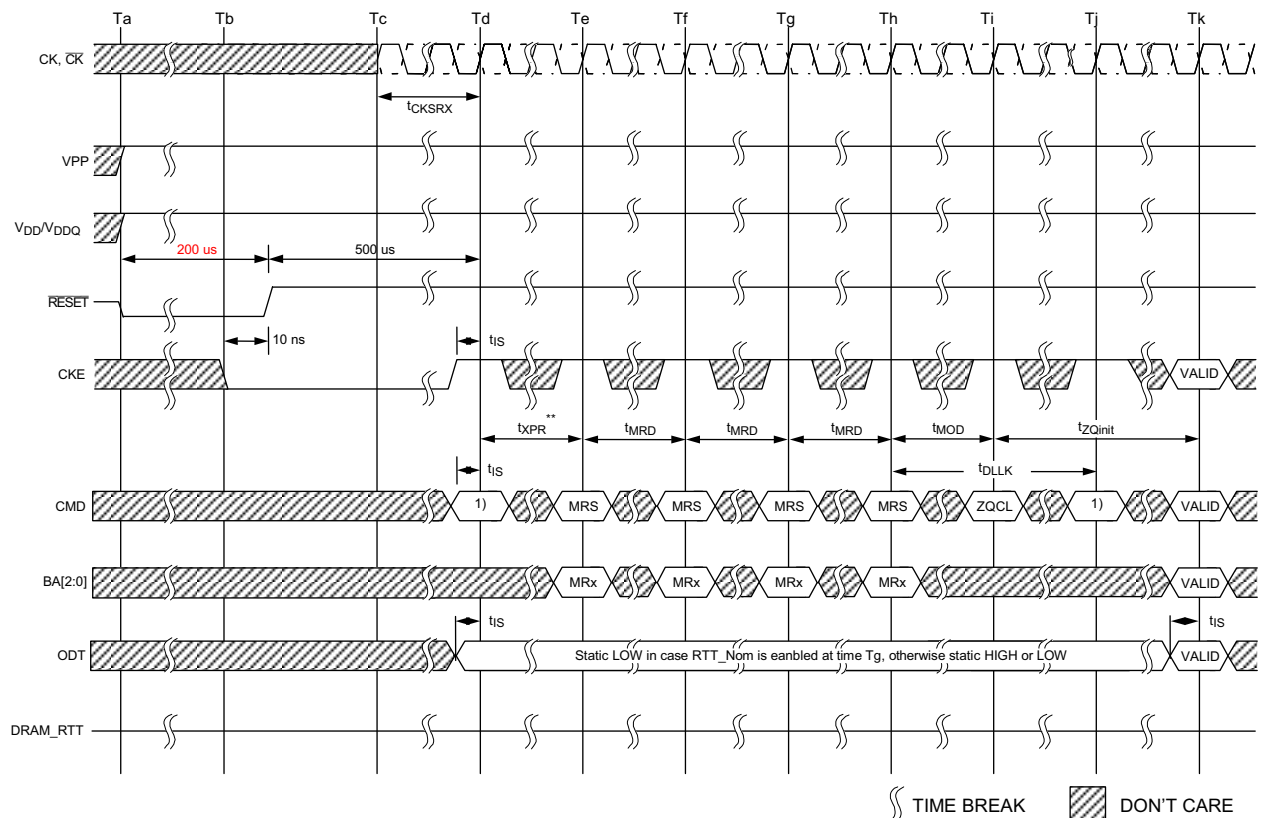 Ta Tb Tc Td Te Tf Tg Th Ti Tj Tk
CK, CK
tCKSRX
VPP
VDD/VDDQ
200 us 500 us
RESET
10 ns tIS
CKE VALID
tXPR** tMRD tMRD tMRD tMOD tZQinit
tIS tDLLK
CMD 1) MRS MRS MRS MRS ZQCL 1) VALID
BA[2:0] MRx MRx MRx MRx VALID
tIS tIS
ODT Static LOW in case RTT_Nom is eanbled at time Tg, otherwise static HIGH or LOW VALID
DRAM_RTT
TIME BREAK DON'T CARE